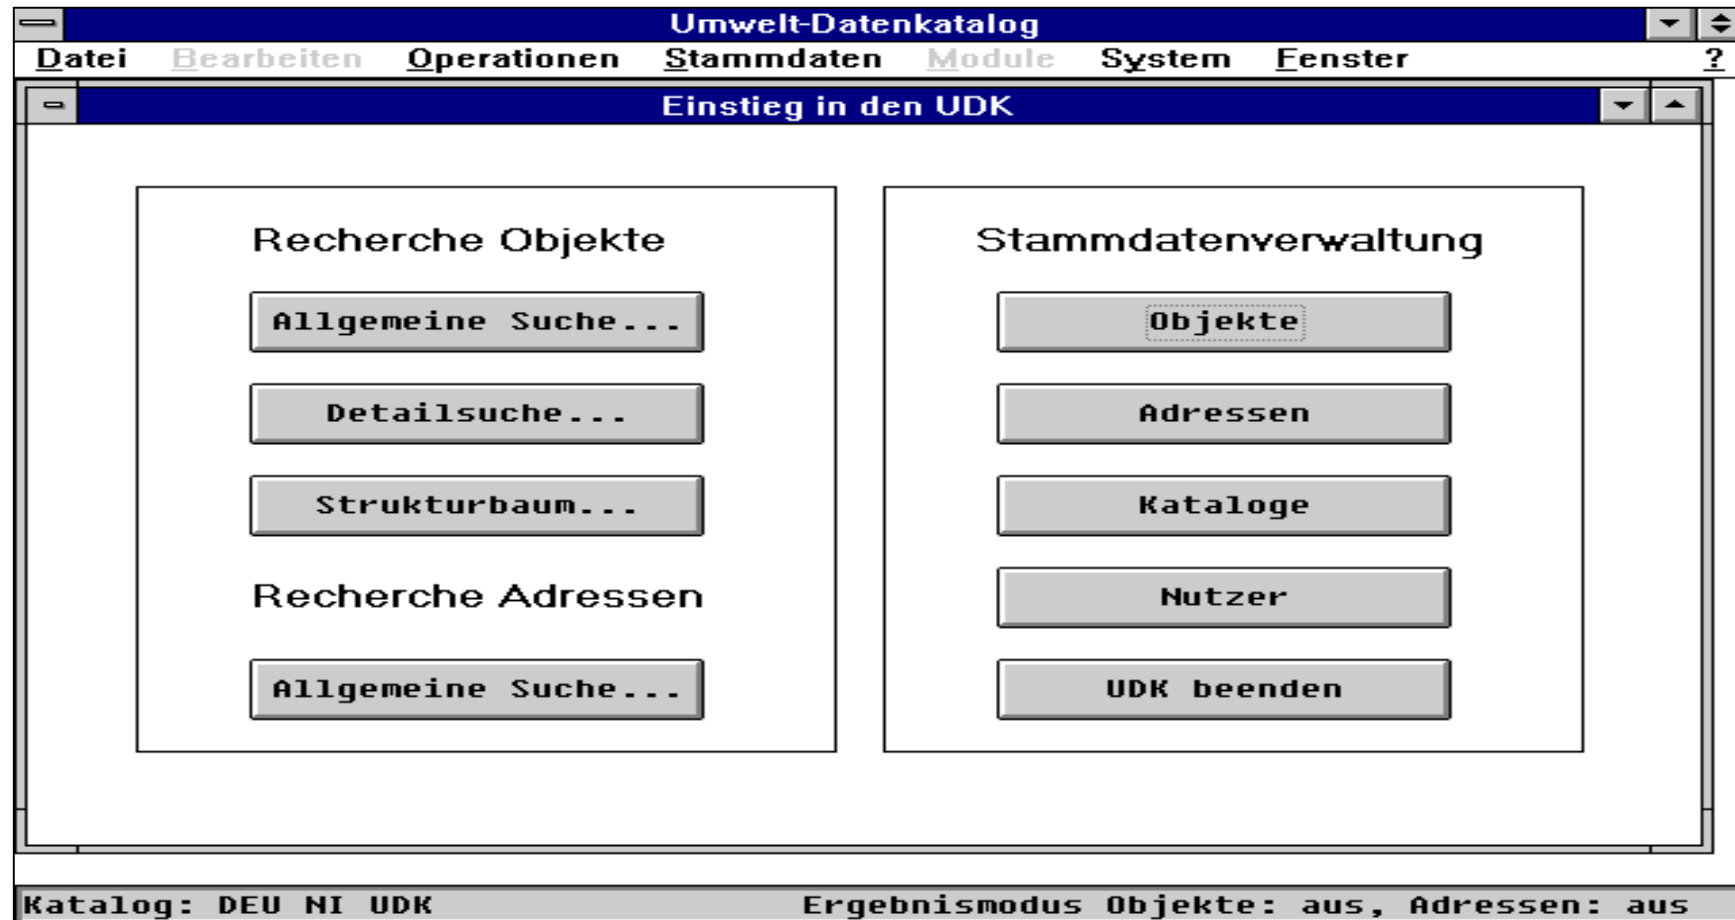 Umwelt-Datenkatalog
Datei Bearbeiten Operationen Stammdaten Module System Fenster ?
Einstieg in den UDK
Recherche Objekte
Allgemeine Suche...
Detailsuche...
Strukturbaum...
Recherche Adressen
Allgemeine Suche...
Stammdatenverwaltung
Objekte
Adressen
Kataloge
Nutzer
UDK beenden
Katalog: DEU NI UDK Ergebnismodus Objekte: aus, Adressen: aus